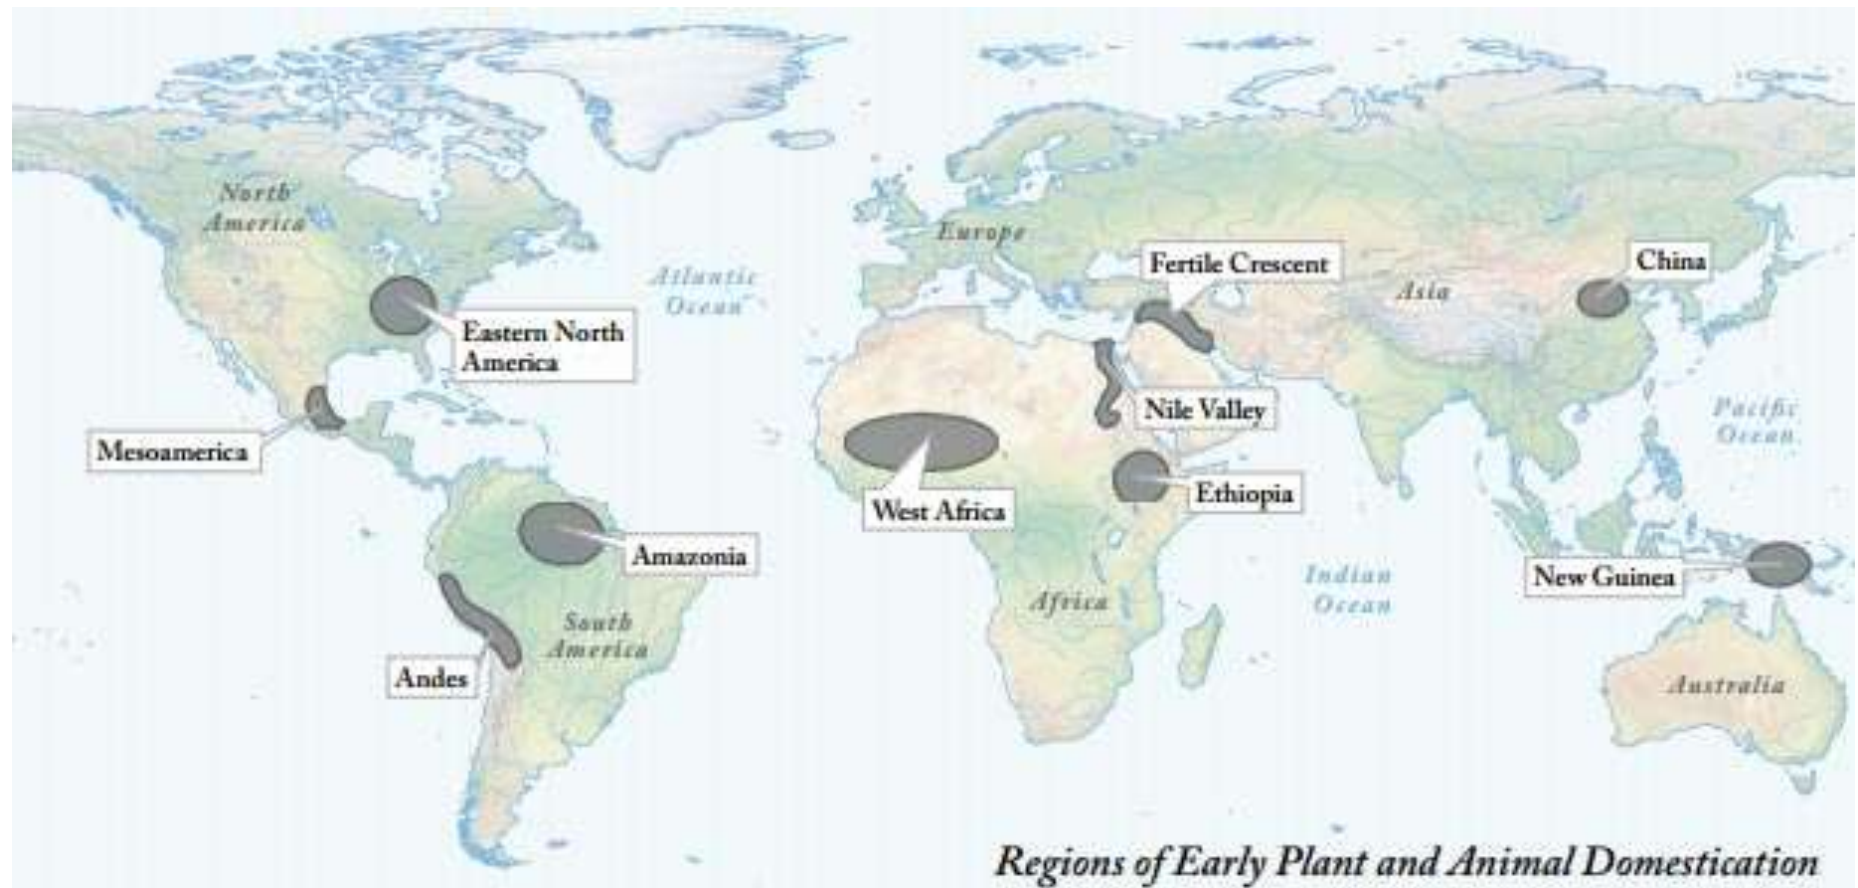 North
America
Atlantic
Ocean
Europe
Fertile Crescent
Asia
China
Eastern North
America
Mesoamerica
Nile Valley
Pacific
Ocean
West Africa
Ethiopia
Amazonia
New Guinea
Indian
Ocean
Africa
South
America
Andes
Australia
Regions of Early Plant and Animal Domestication